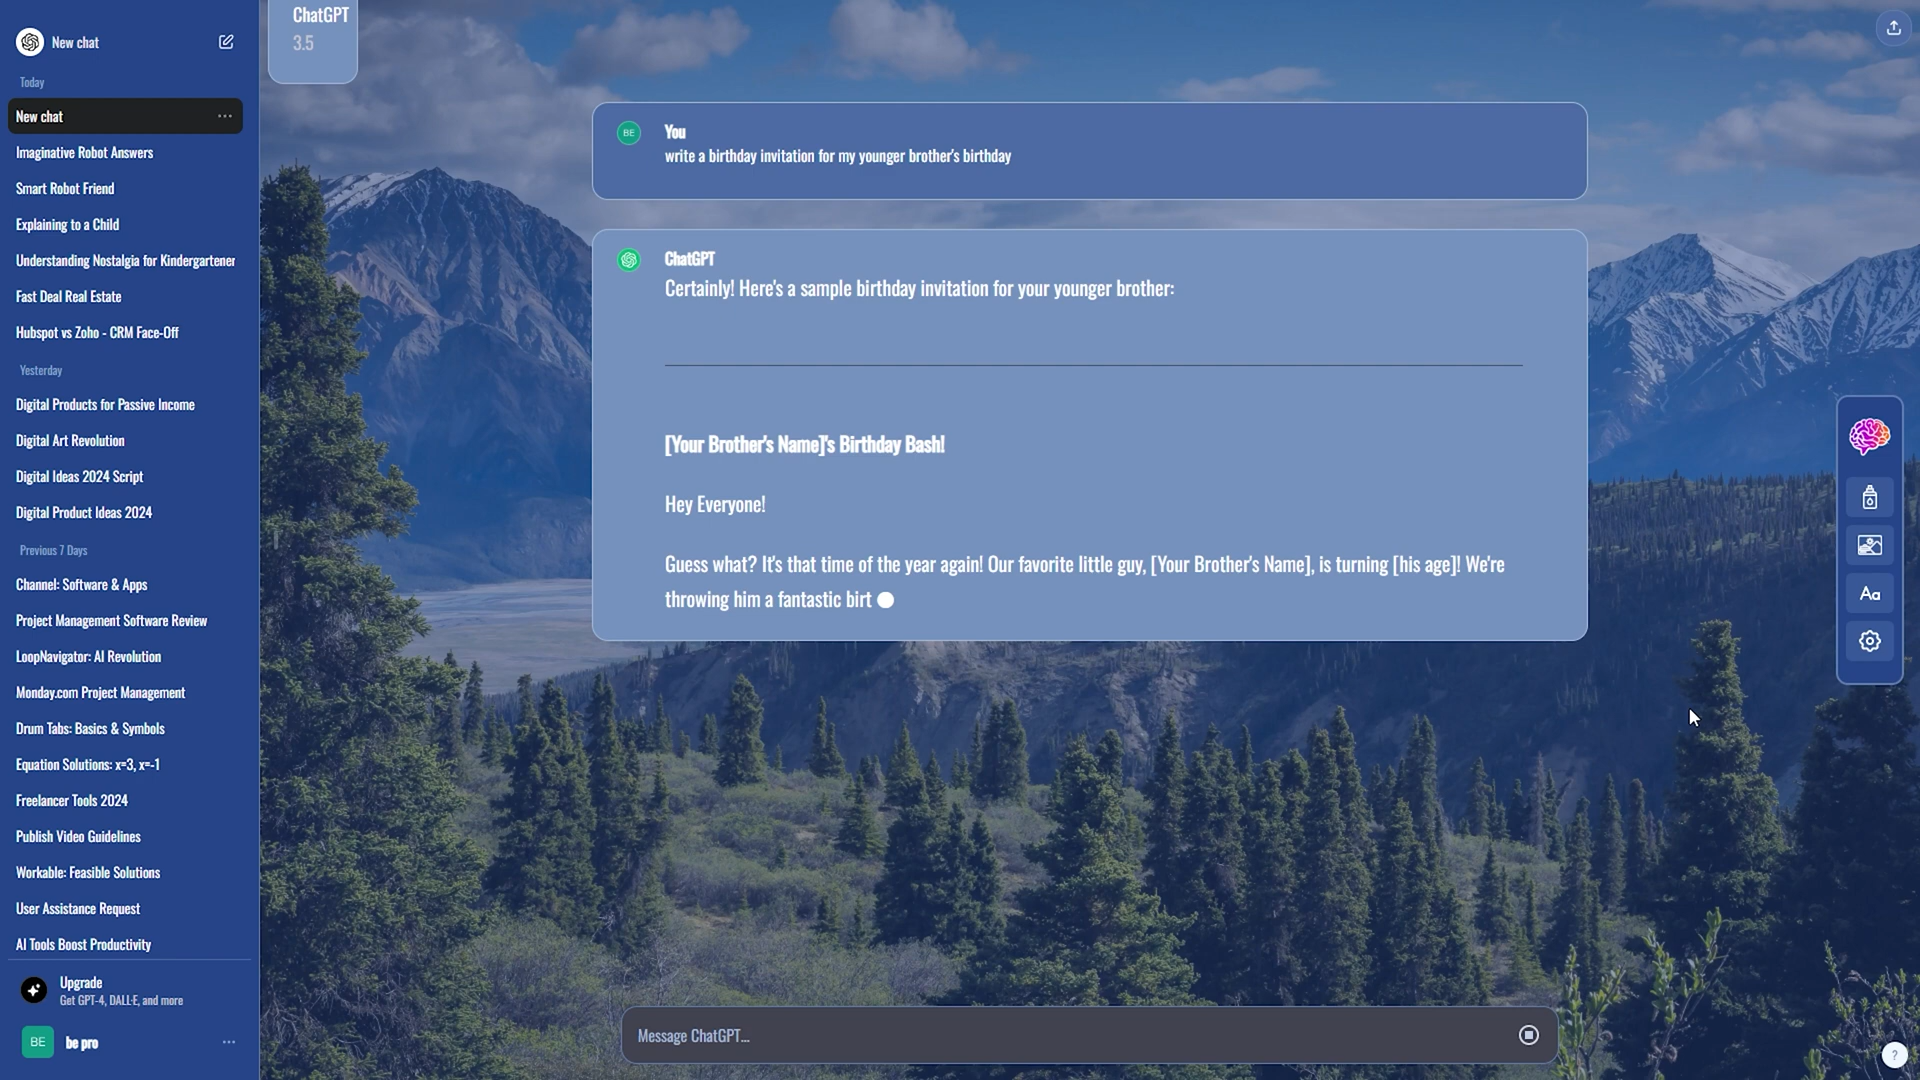 New chat
Today
New chat
Imaginative Robot Answers
Smart Robot Friend
Explaining to a Child
Understanding Nostalgia for Kindergartener
Fast Deal Real Estate
Hubspot vs Zoho - CRM Face-Off
Yesterday
Digital Products for Passive Income
Digital Art Revolution
Digital Ideas 2024 Script
Digital Product Ideas 2024
Previous 7 Days
Channel: Software & Apps
Project Management Software Review
LoopNavigator: AI Revolution
Monday.com Project Management
Drum Tabs: Basics & Symbols
Equation Solutions: x=3, x=-1
Freelancer Tools 2024
Publish Video Guidelines
Workable: Feasible Solutions
User Assistance Request
AI Tools Boost Productivity
Upgrade
Get GPT-4, DALL·E, and more
BE
be pro
ChatGPT
3.5
BE
You
write a birthday invitation for my younger brother's birthday
ChatGPT
Certainly! Here's a sample birthday invitation for your younger brother:
[Your Brother's Name]'s Birthday Bash!
Hey Everyone!
Guess what? It's that time of the year again! Our favorite little guy, [Your Brother's Name], is turning [his age]! We're
throwing him a fantastic birt
Message ChatGPT...
Aa
?